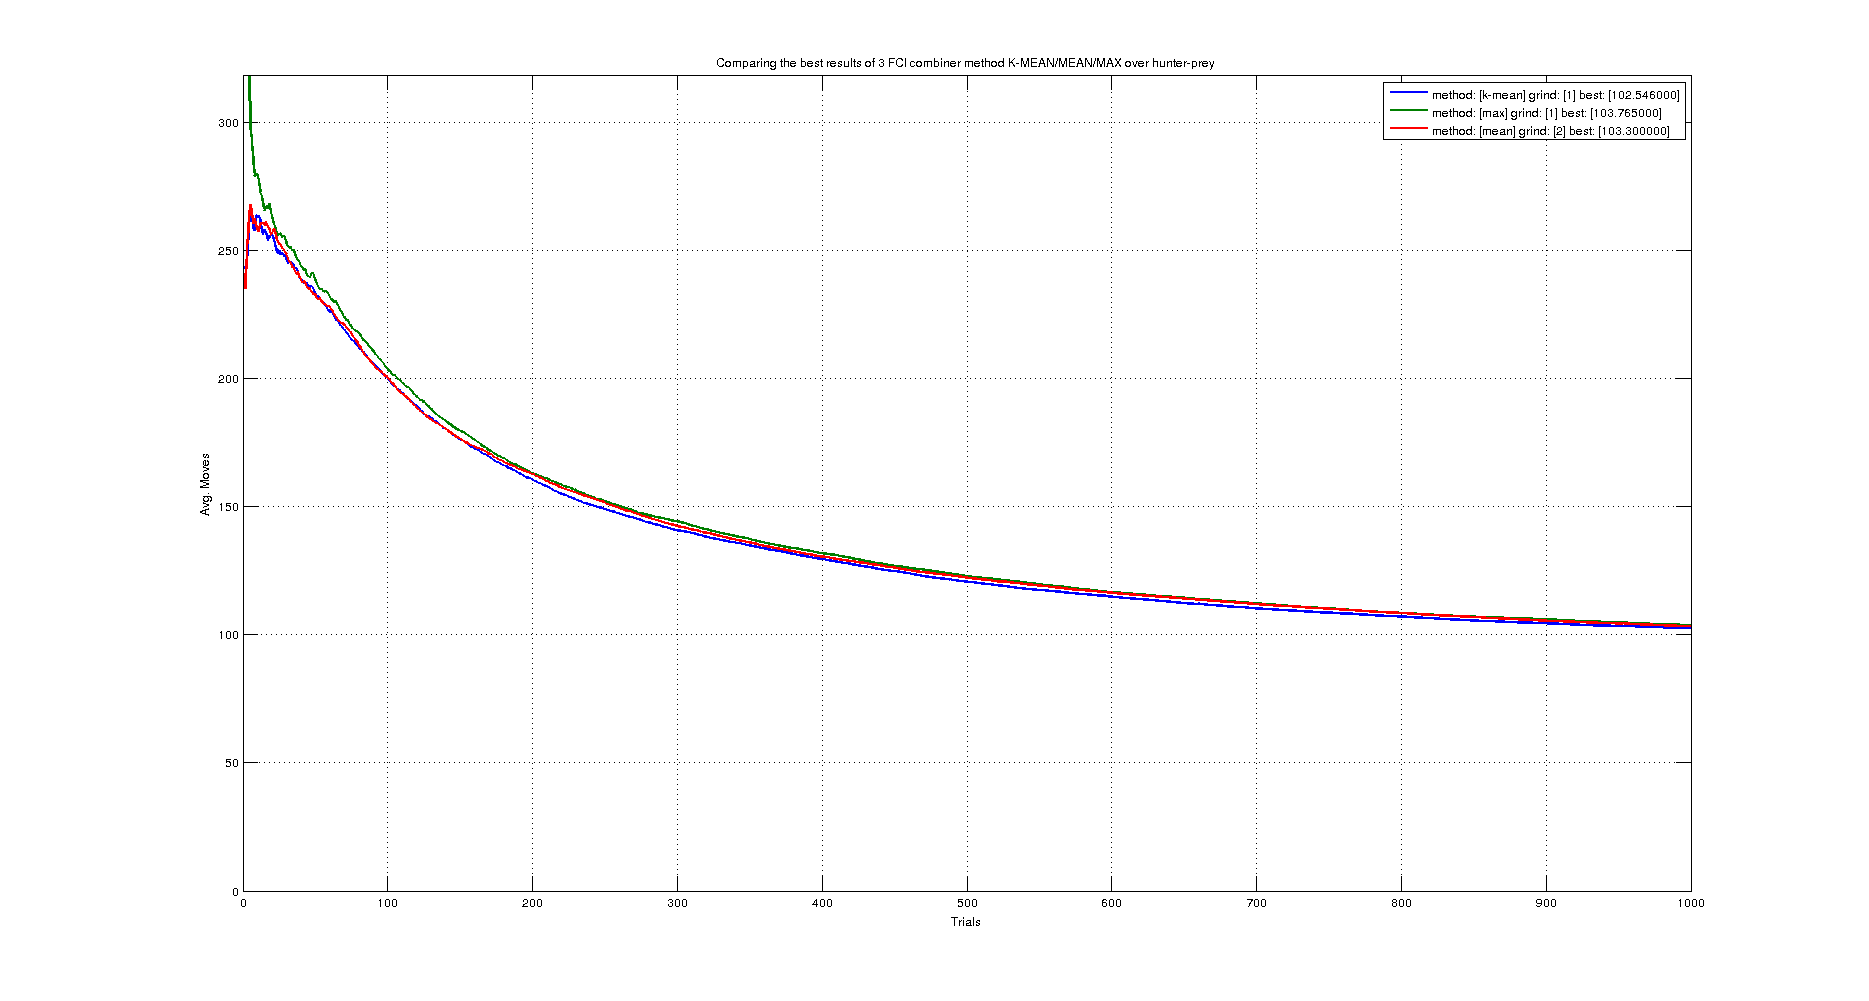 Comparing the best results of 3 FCI combiner method K-MEAN/MEAN/MAX over hunter-prey
method: [k-mean] grind: [1] best: [102.546000]
method: [max] grind: [1] best: [103.765000]
method: [mean] grind: [2] best: [103.300000]
300
250
200
150
100
50
0
Avg. Moves
0 100 200 300 400 500 600 700 800 900 1000
Trials